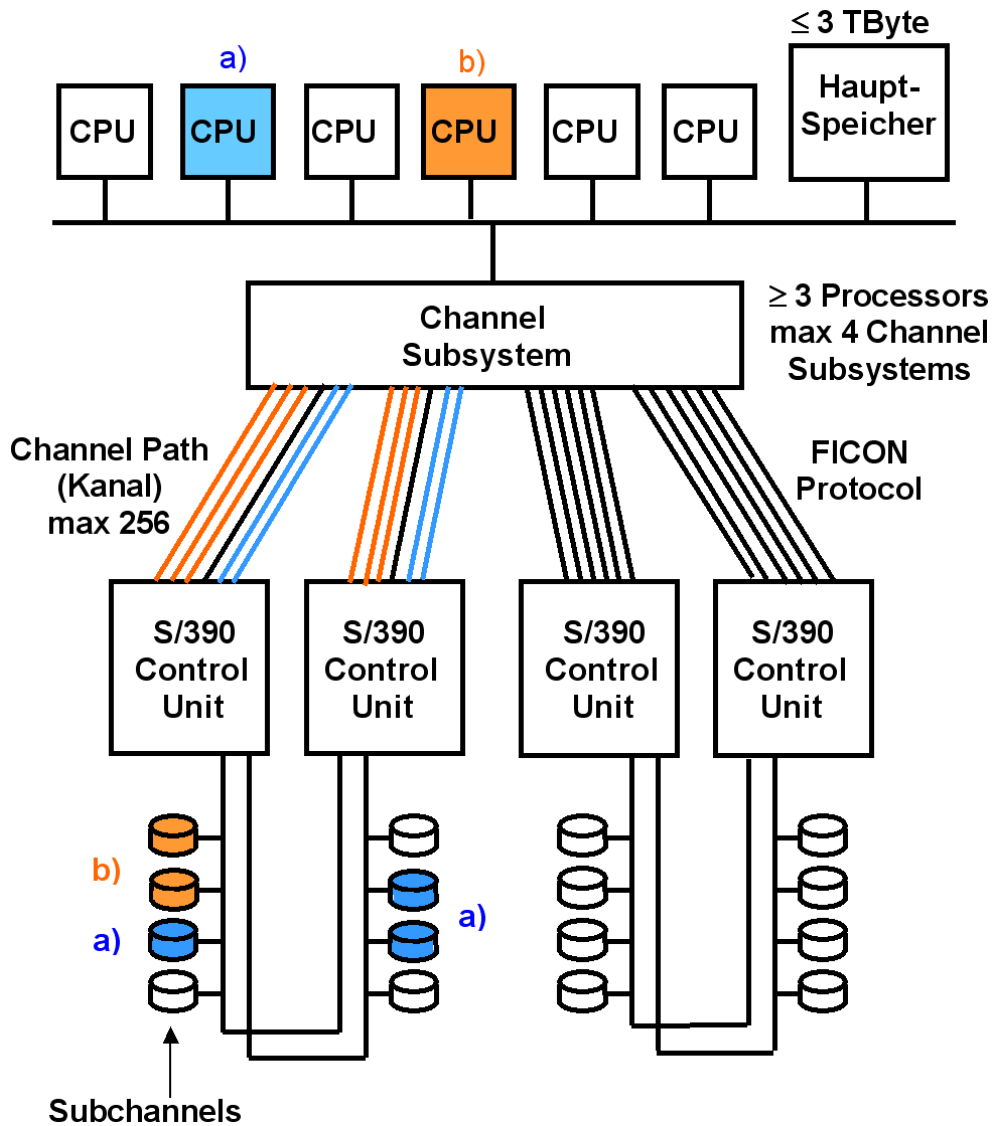 ≤ 3 TByte
a)
b)
CPU
CPU
CPU
CPU
CPU
CPU
Haupt-
Speicher
Channel
Subsystem
≥ 3 Processors
max 4 Channel
Subsystems
Channel Path
(Kanal)
max 256
FICON
Protocol
S/390
Control
Unit
S/390
Control
Unit
S/390
Control
Unit
S/390
Control
Unit
b)
a)
a)
Subchannels